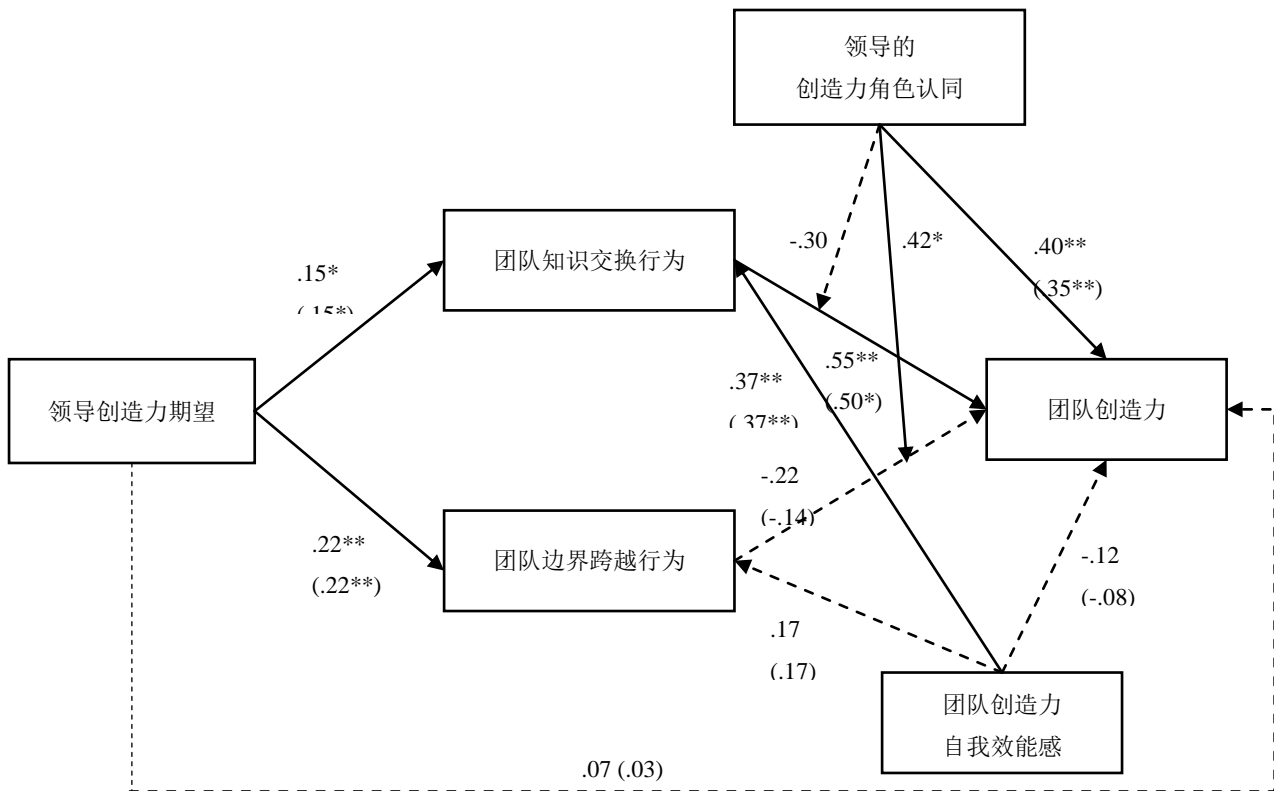 领导的
创造力角色认同
-.30
.42*
.40**
(.35**)
团队知识交换行为
.15*
(.15*)
.55**
(.50*)
.37**
(.37**)
领导创造力期望
团队创造力
-.22
(-.14)
团队边界跨越行为
.22**
(.22**)
-.12
(-.08)
.17
(.17)
团队创造力
自我效能感
.07 (.03)